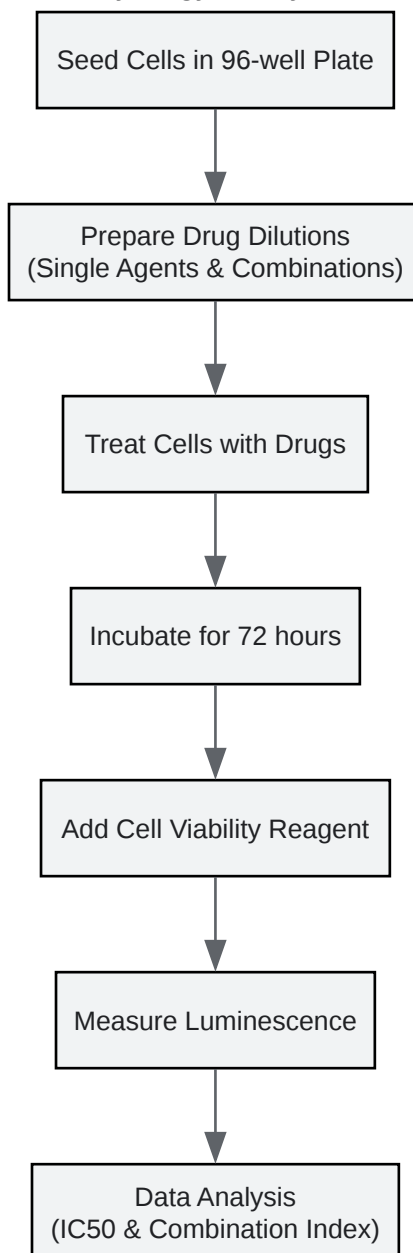 Seed Cells in 96-well Plate
Prepare Drug Dilutions
(Single Agents & Combinations)
Treat Cells with Drugs
Incubate for 72 hours
Add Cell Viability Reagent
Measure Luminescence
Data Analysis
(IC50 & Combination Index)